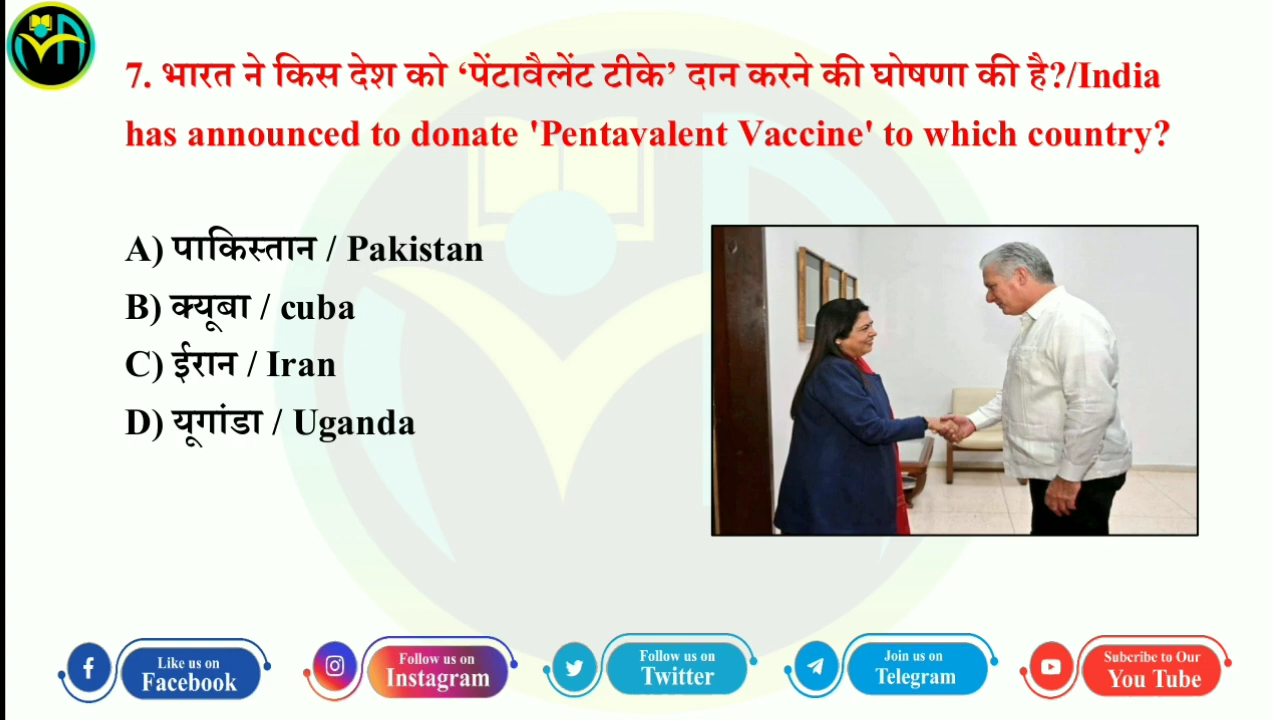 7. भारत ने किस देश को ‘पेंटावैलेंट टीके’ दान करने की घोषणा की है?/India
has announced to donate 'Pentavalent Vaccine' to which country?
A) पाकिस्तान / Pakistan
B) क्यूबा / cuba
C) ईरान / Iran
D) यूगांडा / Uganda
Like us on
Facebook
Follow us on
Instagram
Follow us on
Twitter
Join us on
Telegram
Subcribe to Our
You Tube